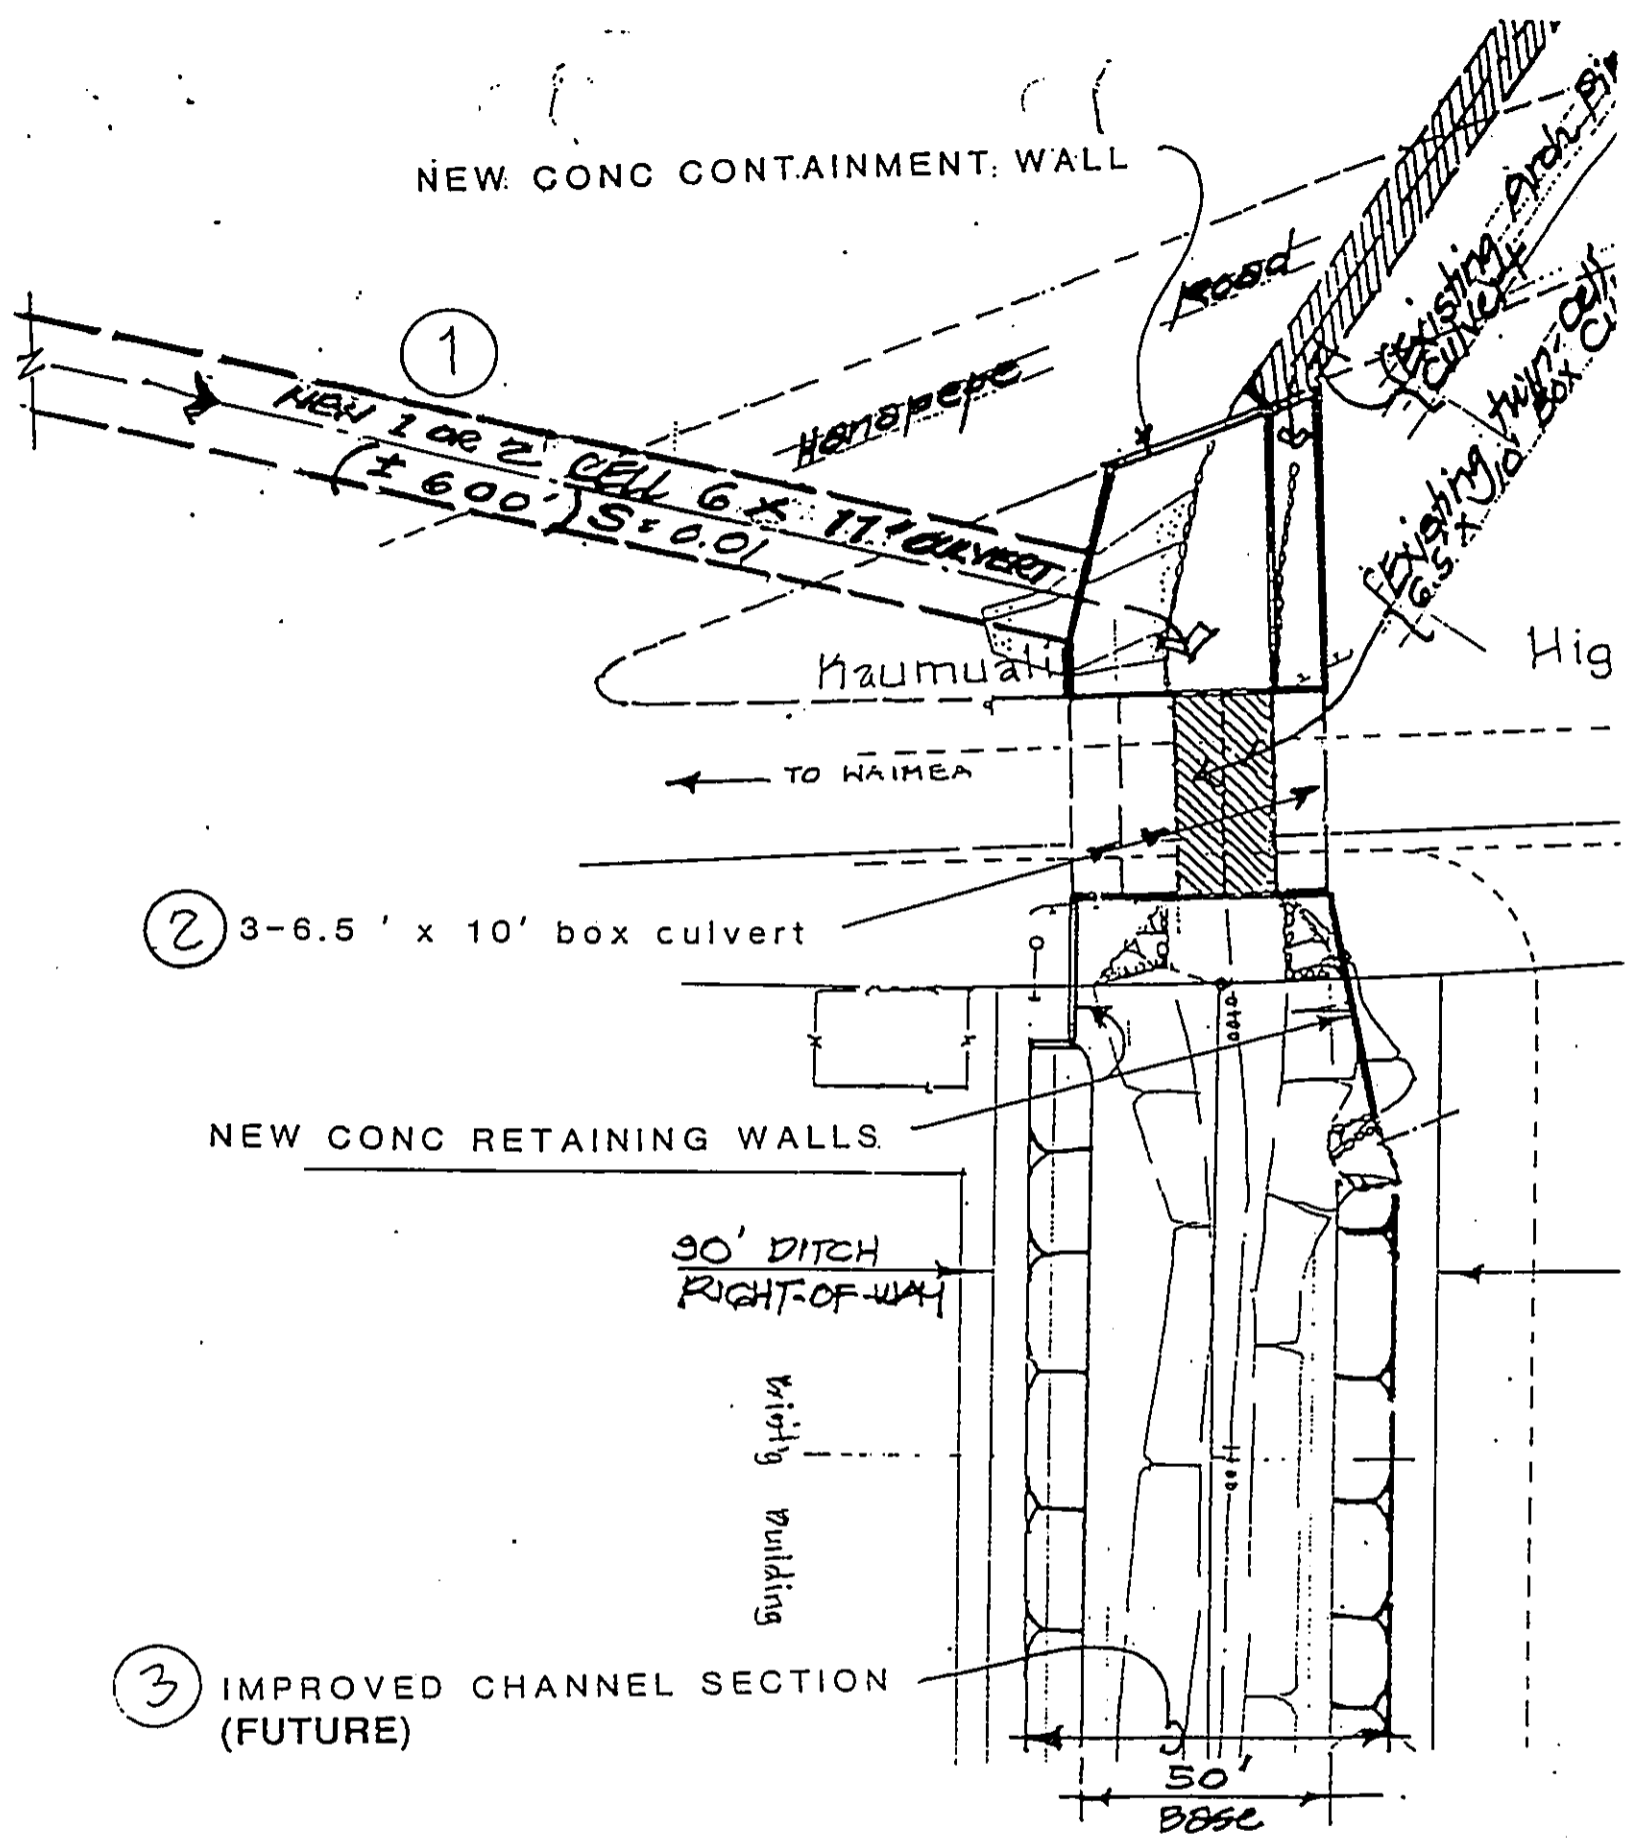 NEW CONC CONTAINMENT WALL
Road
Hanapepe
1
NEW 1 OR 2 CELL 6 X 17' CULVERT
(± 600') S= 0.01
Existing Arch
Culvert
Existing twin-cell
6.5 x 10' Box
Kaumuali
Hig
TO WAIMEA
2 3-6.5 ' x 10' box culvert
NEW CONC RETAINING WALLS
90' DITCH
RIGHT-OF-WAY
Building
3 IMPROVED CHANNEL SECTION
(FUTURE)
50'
Base